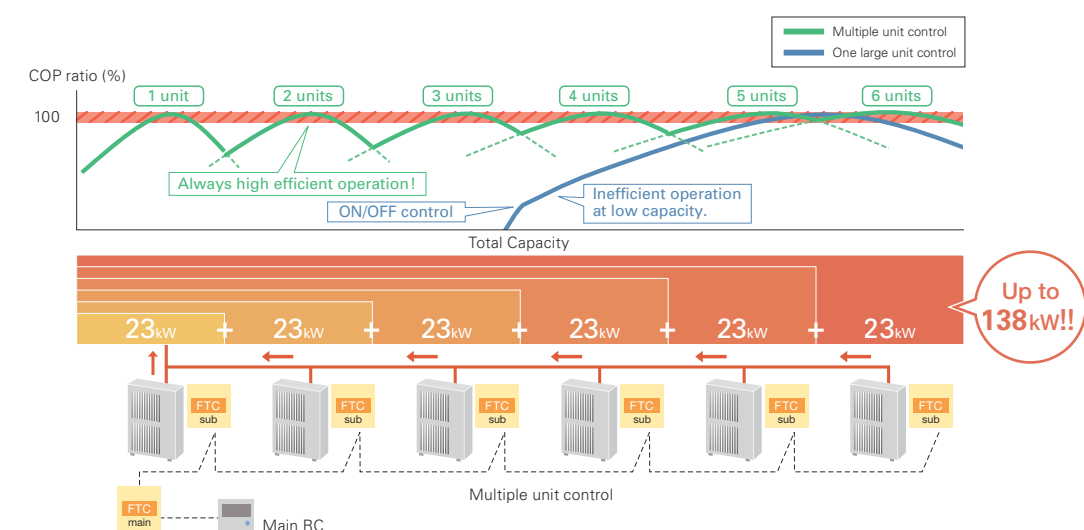 Multiple unit control
One large unit control
COP ratio (%)
1 unit
2 units
3 units
4 units
5 units
6 units
100
Always high efficient operation!
ON/OFF control
Inefficient operation
at low capacity.
Total Capacity
23kW + 23kW + 23kW + 23kW + 23kW + 23kW
Up to
138kW!!
FTC
sub
FTC
sub
FTC
sub
FTC
sub
FTC
sub
FTC
sub
Multiple unit control
FTC
main
Main RC